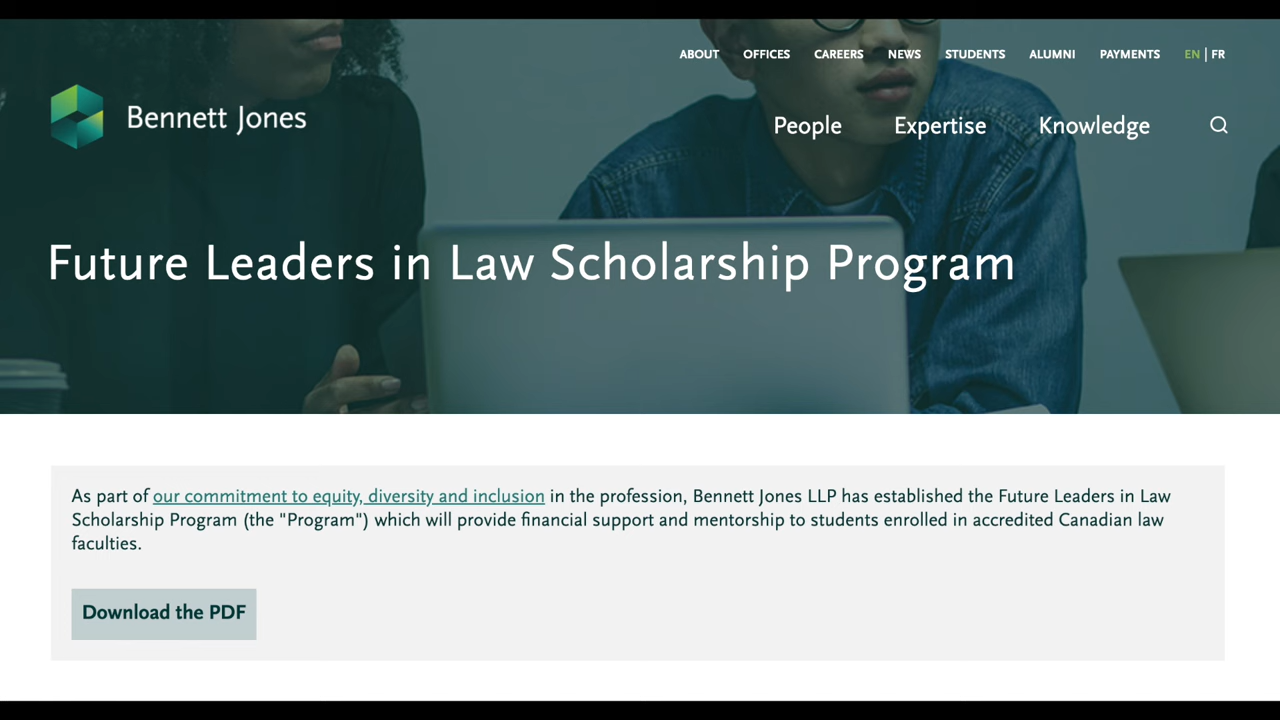 ABOUT OFFICES CAREERS NEWS STUDENTS ALUMNI PAYMENTS EN | FR
Bennett Jones
People Expertise Knowledge
Future Leaders in Law Scholarship Program
As part of our commitment to equity, diversity and inclusion in the profession, Bennett Jones LLP has established the Future Leaders in Law
Scholarship Program (the "Program") which will provide financial support and mentorship to students enrolled in accredited Canadian law
faculties.
Download the PDF